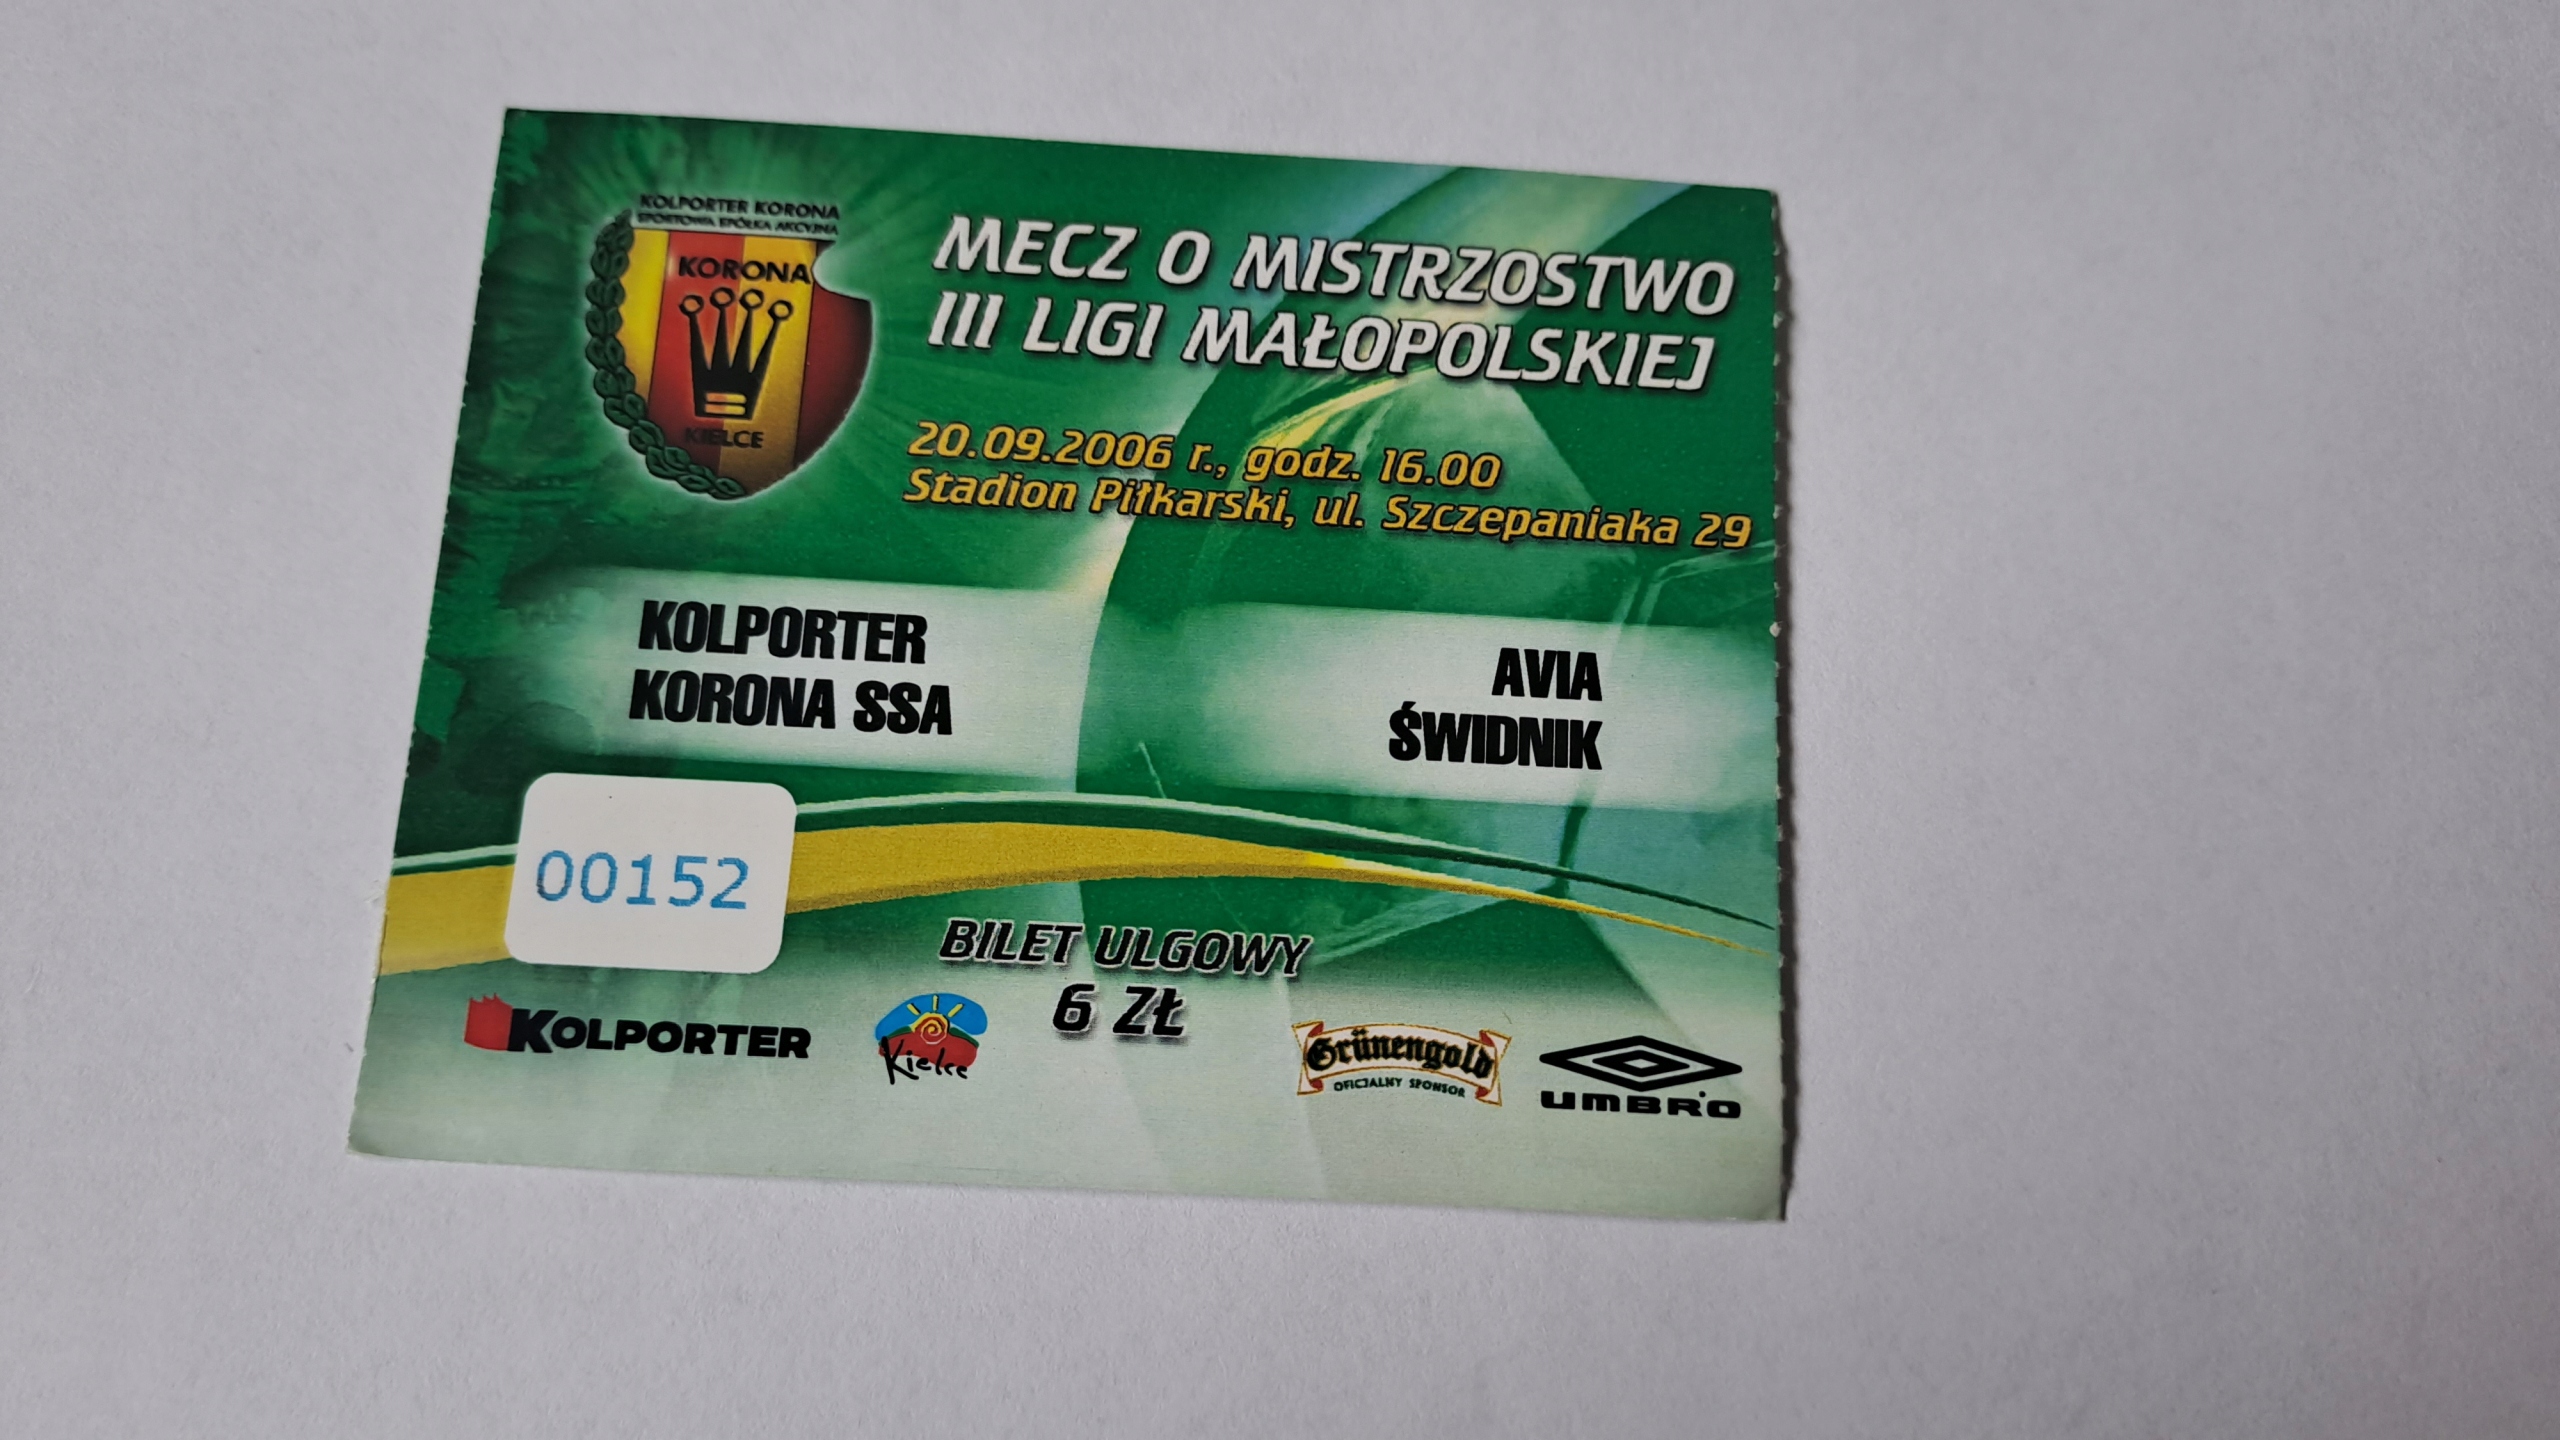 KOLPORTER KORONA
SPORTOWA SPÓŁKA AKCYJNA
KORONA
KIELCE
MECZ O MISTRZOSTWO
III LIGI MAŁOPOLSKIEJ
20.09.2006 r., godz. 16.00
Stadion Piłkarski, ul. Szczepaniaka 29
KOLPORTER
KORONA SSA
AVIA
ŚWIDNIK
00152
BILET ULGOWY
6 ZŁ
KOLPORTER
Kielce
Grünengold
OFICJALNY SPONSOR
UMBRO